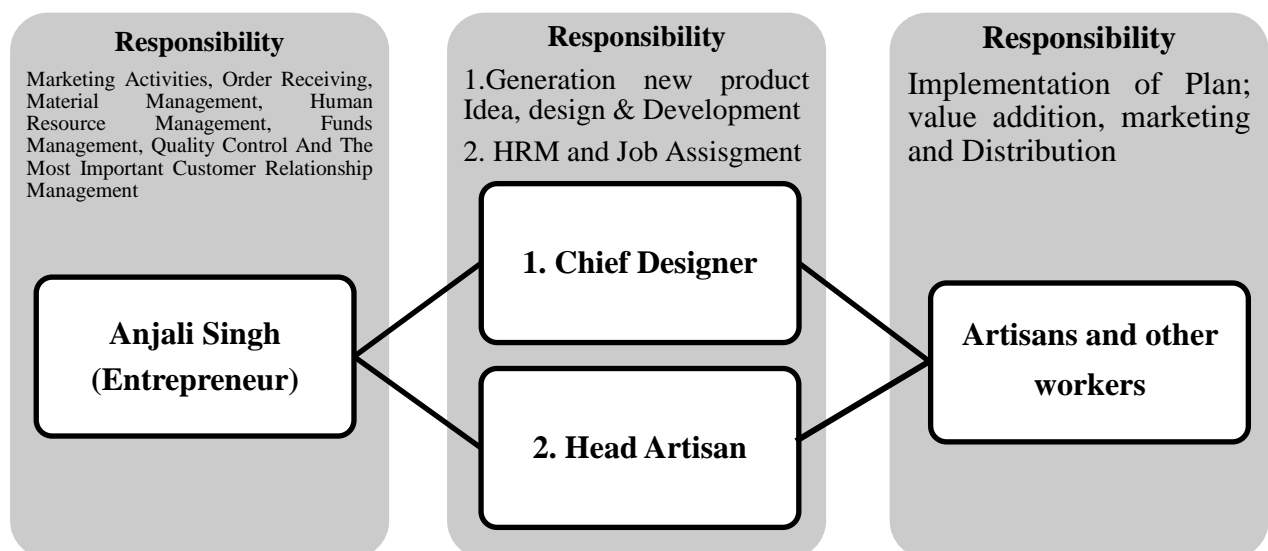 Responsibility
Marketing Activities, Order Receiving,
Material Management, Human
Resource Management, Funds
Management, Quality Control And The
Most Important Customer Relationship
Management
Anjali Singh
(Entrepreneur)
Responsibility
1.Generation new product
Idea, design & Development
2. HRM and Job Assisgment
1. Chief Designer
2. Head Artisan
Responsibility
Implementation of Plan;
value addition, marketing
and Distribution
Artisans and other
workers